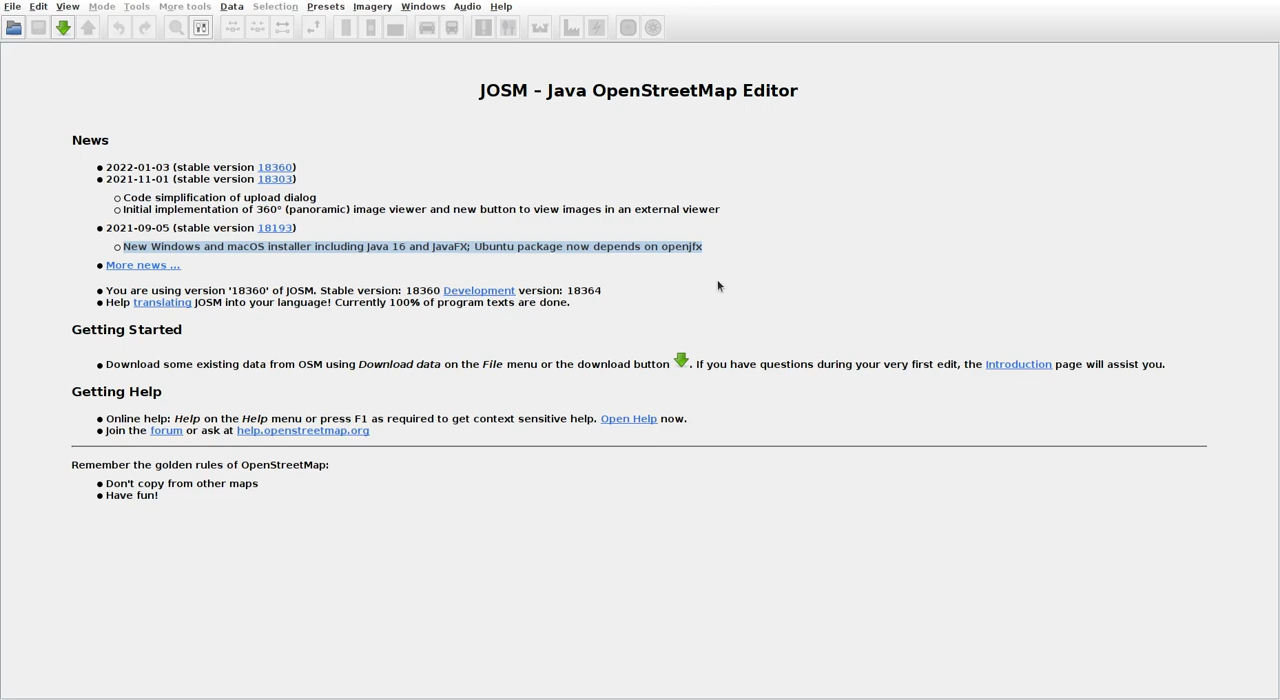 File Edit View Mode Tools More tools Data Selection Presets Imagery Windows Audio Help
JOSM – Java OpenStreetMap Editor
News
2022-01-03 (stable version 18360)
2021-11-01 (stable version 18303)
Code simplification of upload dialog
Initial implementation of 360° (panoramic) image viewer and new button to view images in an external viewer
2021-09-05 (stable version 18193)
New Windows and macOS installer including Java 16 and JavaFX; Ubuntu package now depends on openjfx
More news ...
You are using version '18360' of JOSM. Stable version: 18360 Development version: 18364
Help translating JOSM into your language! Currently 100% of program texts are done.
Getting Started
Download some existing data from OSM using Download data on the File menu or the download button . If you have questions during your very first edit, the Introduction page will assist you.
Getting Help
Online help: Help on the Help menu or press F1 as required to get context sensitive help. Open Help now.
Join the forum or ask at help.openstreetmap.org
Remember the golden rules of OpenStreetMap:
Don't copy from other maps
Have fun!